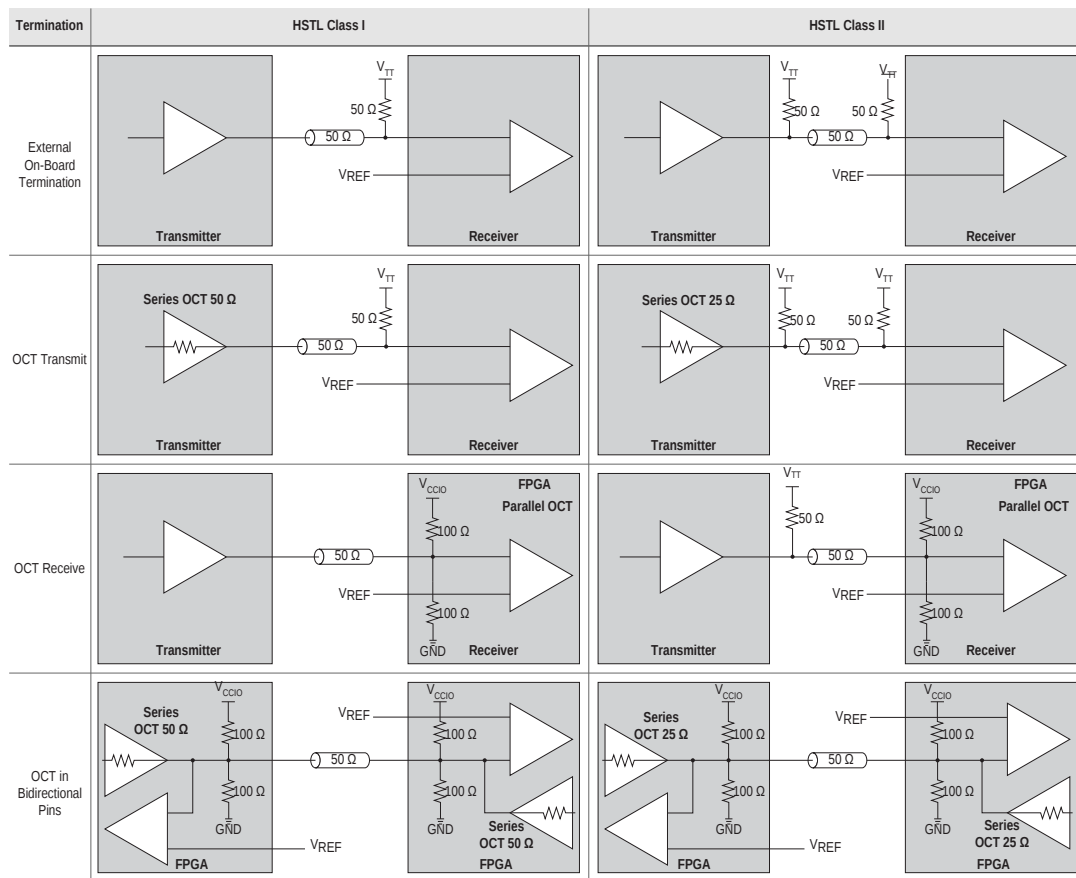 Termination
HSTL Class I
HSTL Class II
External
On-Board
Termination
VTT
50 Ω
50 Ω
VREF
Transmitter
Receiver
VTT
VTT
50 Ω
50 Ω
50 Ω
VREF
Transmitter
Receiver
OCT Transmit
Series OCT 50 Ω
VTT
50 Ω
50 Ω
VREF
Transmitter
Receiver
Series OCT 25 Ω
VTT
VTT
50 Ω
50 Ω
50 Ω
VREF
Transmitter
Receiver
OCT Receive
VCCIO
FPGA
Parallel OCT
100 Ω
50 Ω
VREF
100 Ω
GND
Transmitter
Receiver
VTT
50 Ω
VCCIO
FPGA
Parallel OCT
100 Ω
50 Ω
VREF
100 Ω
GND
Transmitter
Receiver
OCT in
Bidirectional
Pins
Series
OCT 50 Ω
VCCIO
100 Ω
100 Ω
GND
VREF
FPGA
50 Ω
VREF
VCCIO
100 Ω
100 Ω
GND
Series
OCT 50 Ω
FPGA
Series
OCT 25 Ω
VCCIO
100 Ω
100 Ω
GND
VREF
FPGA
50 Ω
VREF
VCCIO
100 Ω
100 Ω
GND
Series
OCT 25 Ω
FPGA